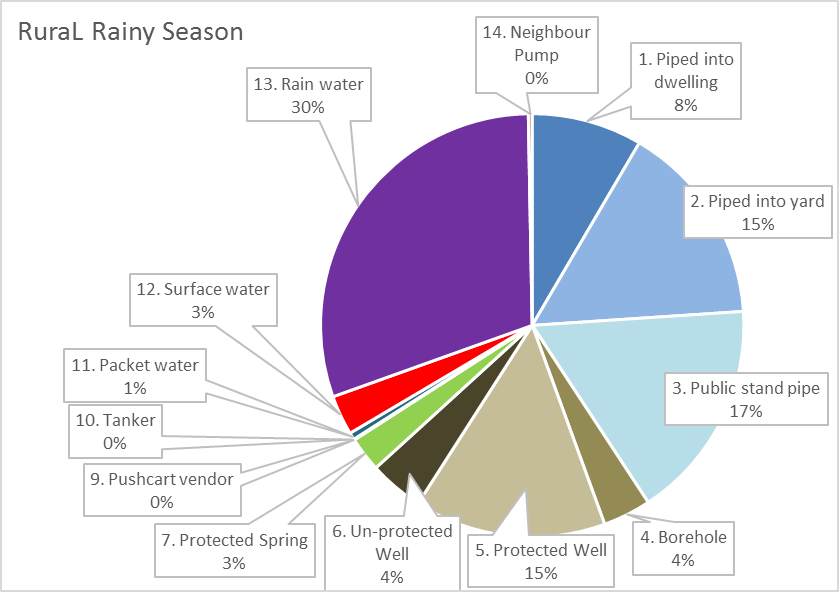 RuraL Rainy Season
14. Neighbour
Pump
0%
1. Piped into
dwelling
8%
13. Rain water
30%
2. Piped into yard
15%
12. Surface water
3%
11. Packet water
1%
3. Public stand pipe
17%
10. Tanker
0%
9. Pushcart vendor
0%
7. Protected Spring
3%
6. Un-protected
Well
4%
5. Protected Well
15%
4. Borehole
4%